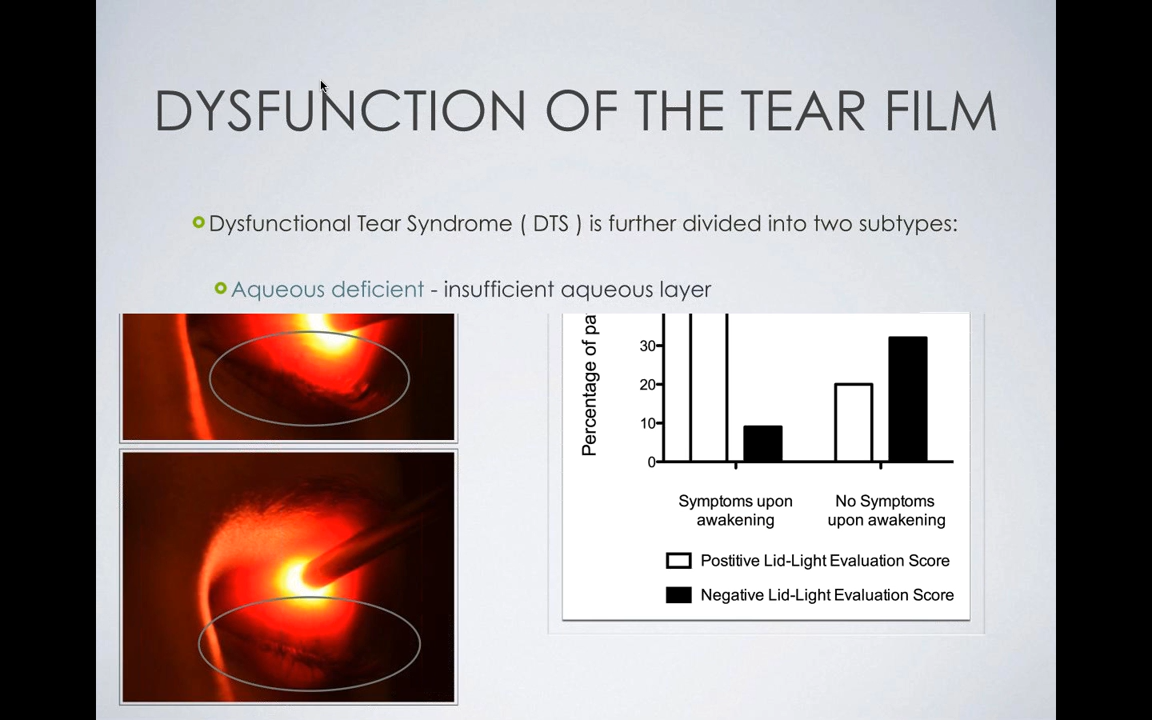 DYSFUNCTION OF THE TEAR FILM
Dysfunctional Tear Syndrome ( DTS ) is further divided into two subtypes:
Aqueous deficient - insufficient aqueous layer
Percentage of pa
30
20
10
0
Symptoms upon
awakening
No Symptoms
upon awakening
Postitive Lid-Light Evaluation Score
Negative Lid-Light Evaluation Score